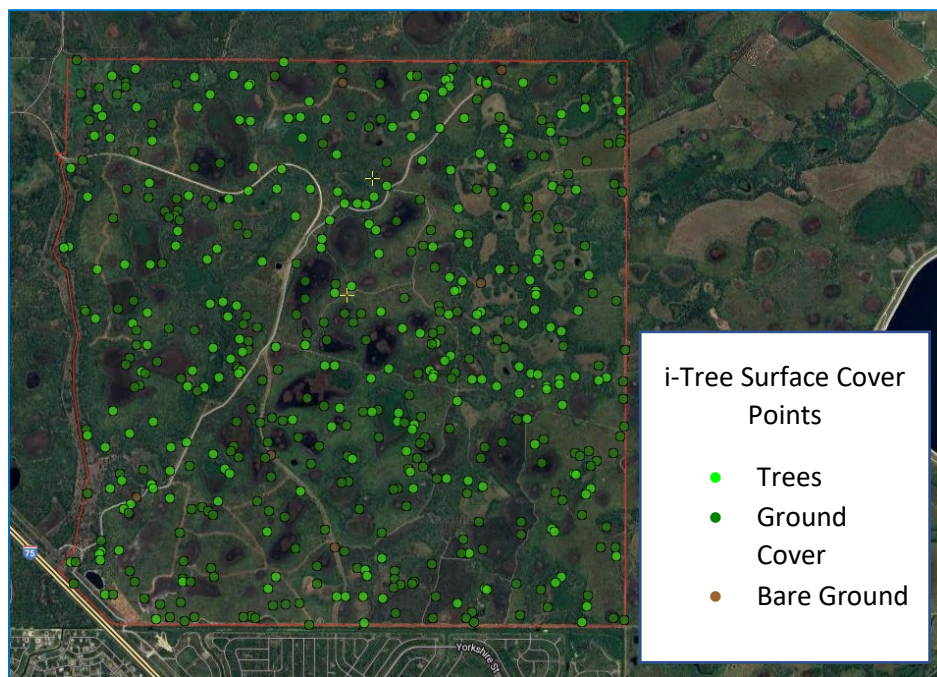 75
Yorkshire St
i-Tree Surface Cover
Points
Trees
Ground
Cover
Bare Ground